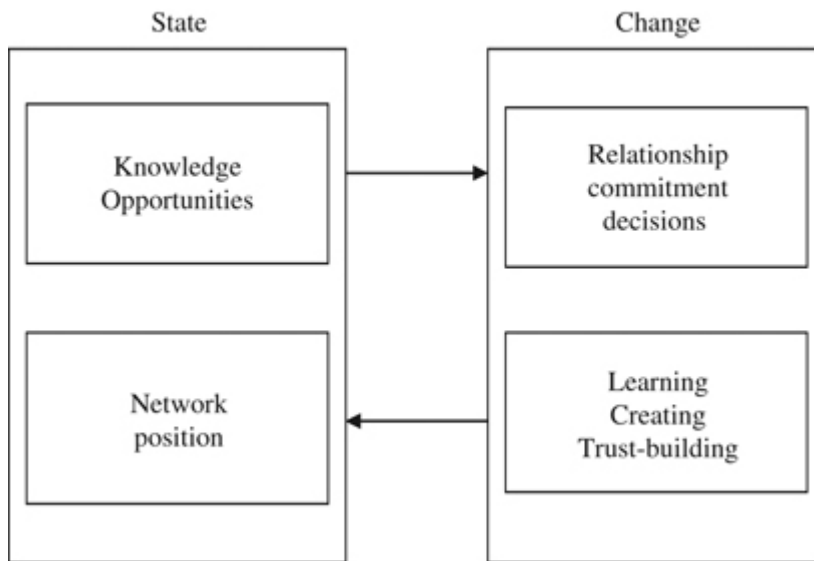 State
Change
Knowledge
Opportunities
Relationship
commitment
decisions
Network
position
Learning
Creating
Trust-building